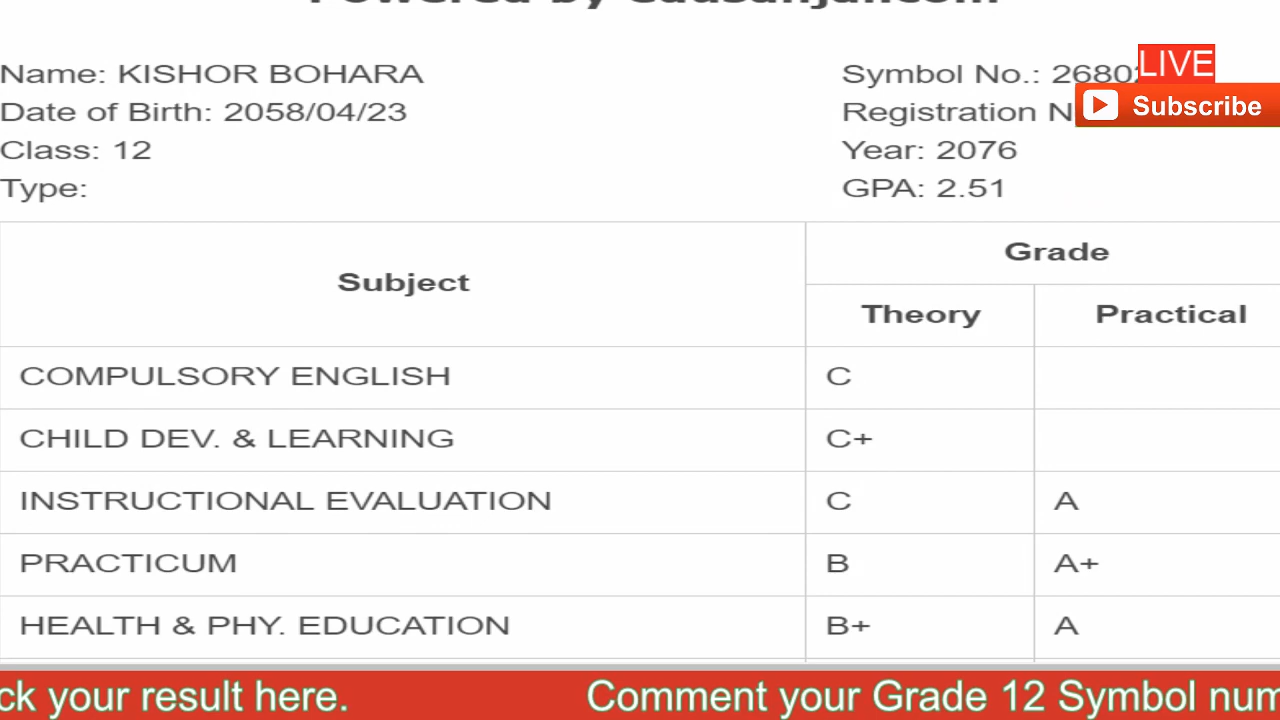 Name: KISHOR BOHARA
Symbol No.: 2680
LIVE
Date of Birth: 2058/04/23
Registration
Subscribe
Class: 12
Year: 2076
Type:
GPA: 2.51
Subject
Grade
Theory
Practical
COMPULSORY ENGLISH C
CHILD DEV. & LEARNING C+
INSTRUCTIONAL EVALUATION C A
PRACTICUM B A+
HEALTH & PHY. EDUCATION B+ A
ck your result here. Comment your Grade 12 Symbol num